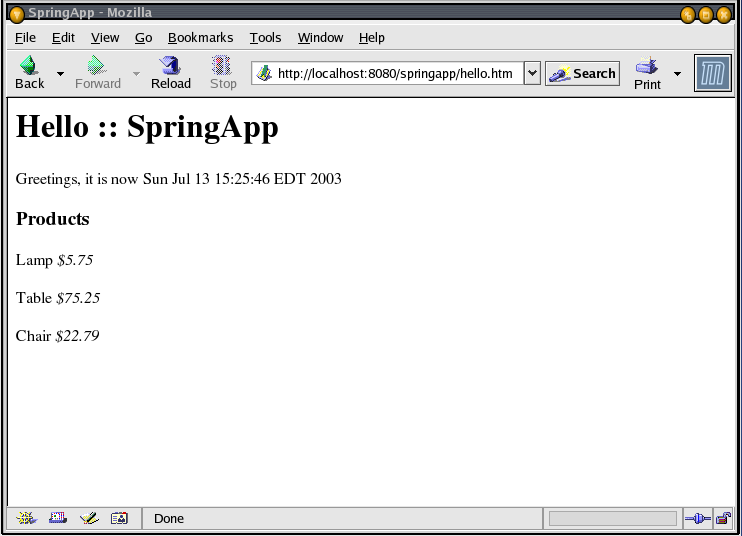 SpringApp - Mozilla
File Edit View Go Bookmarks Tools Window Help
Back Forward Reload Stop http://localhost:8080/springapp/hello.htm Search Print m
Hello :: SpringApp
Greetings, it is now Sun Jul 13 15:25:46 EDT 2003
Products
Lamp $5.75
Table $75.25
Chair $22.79
Done